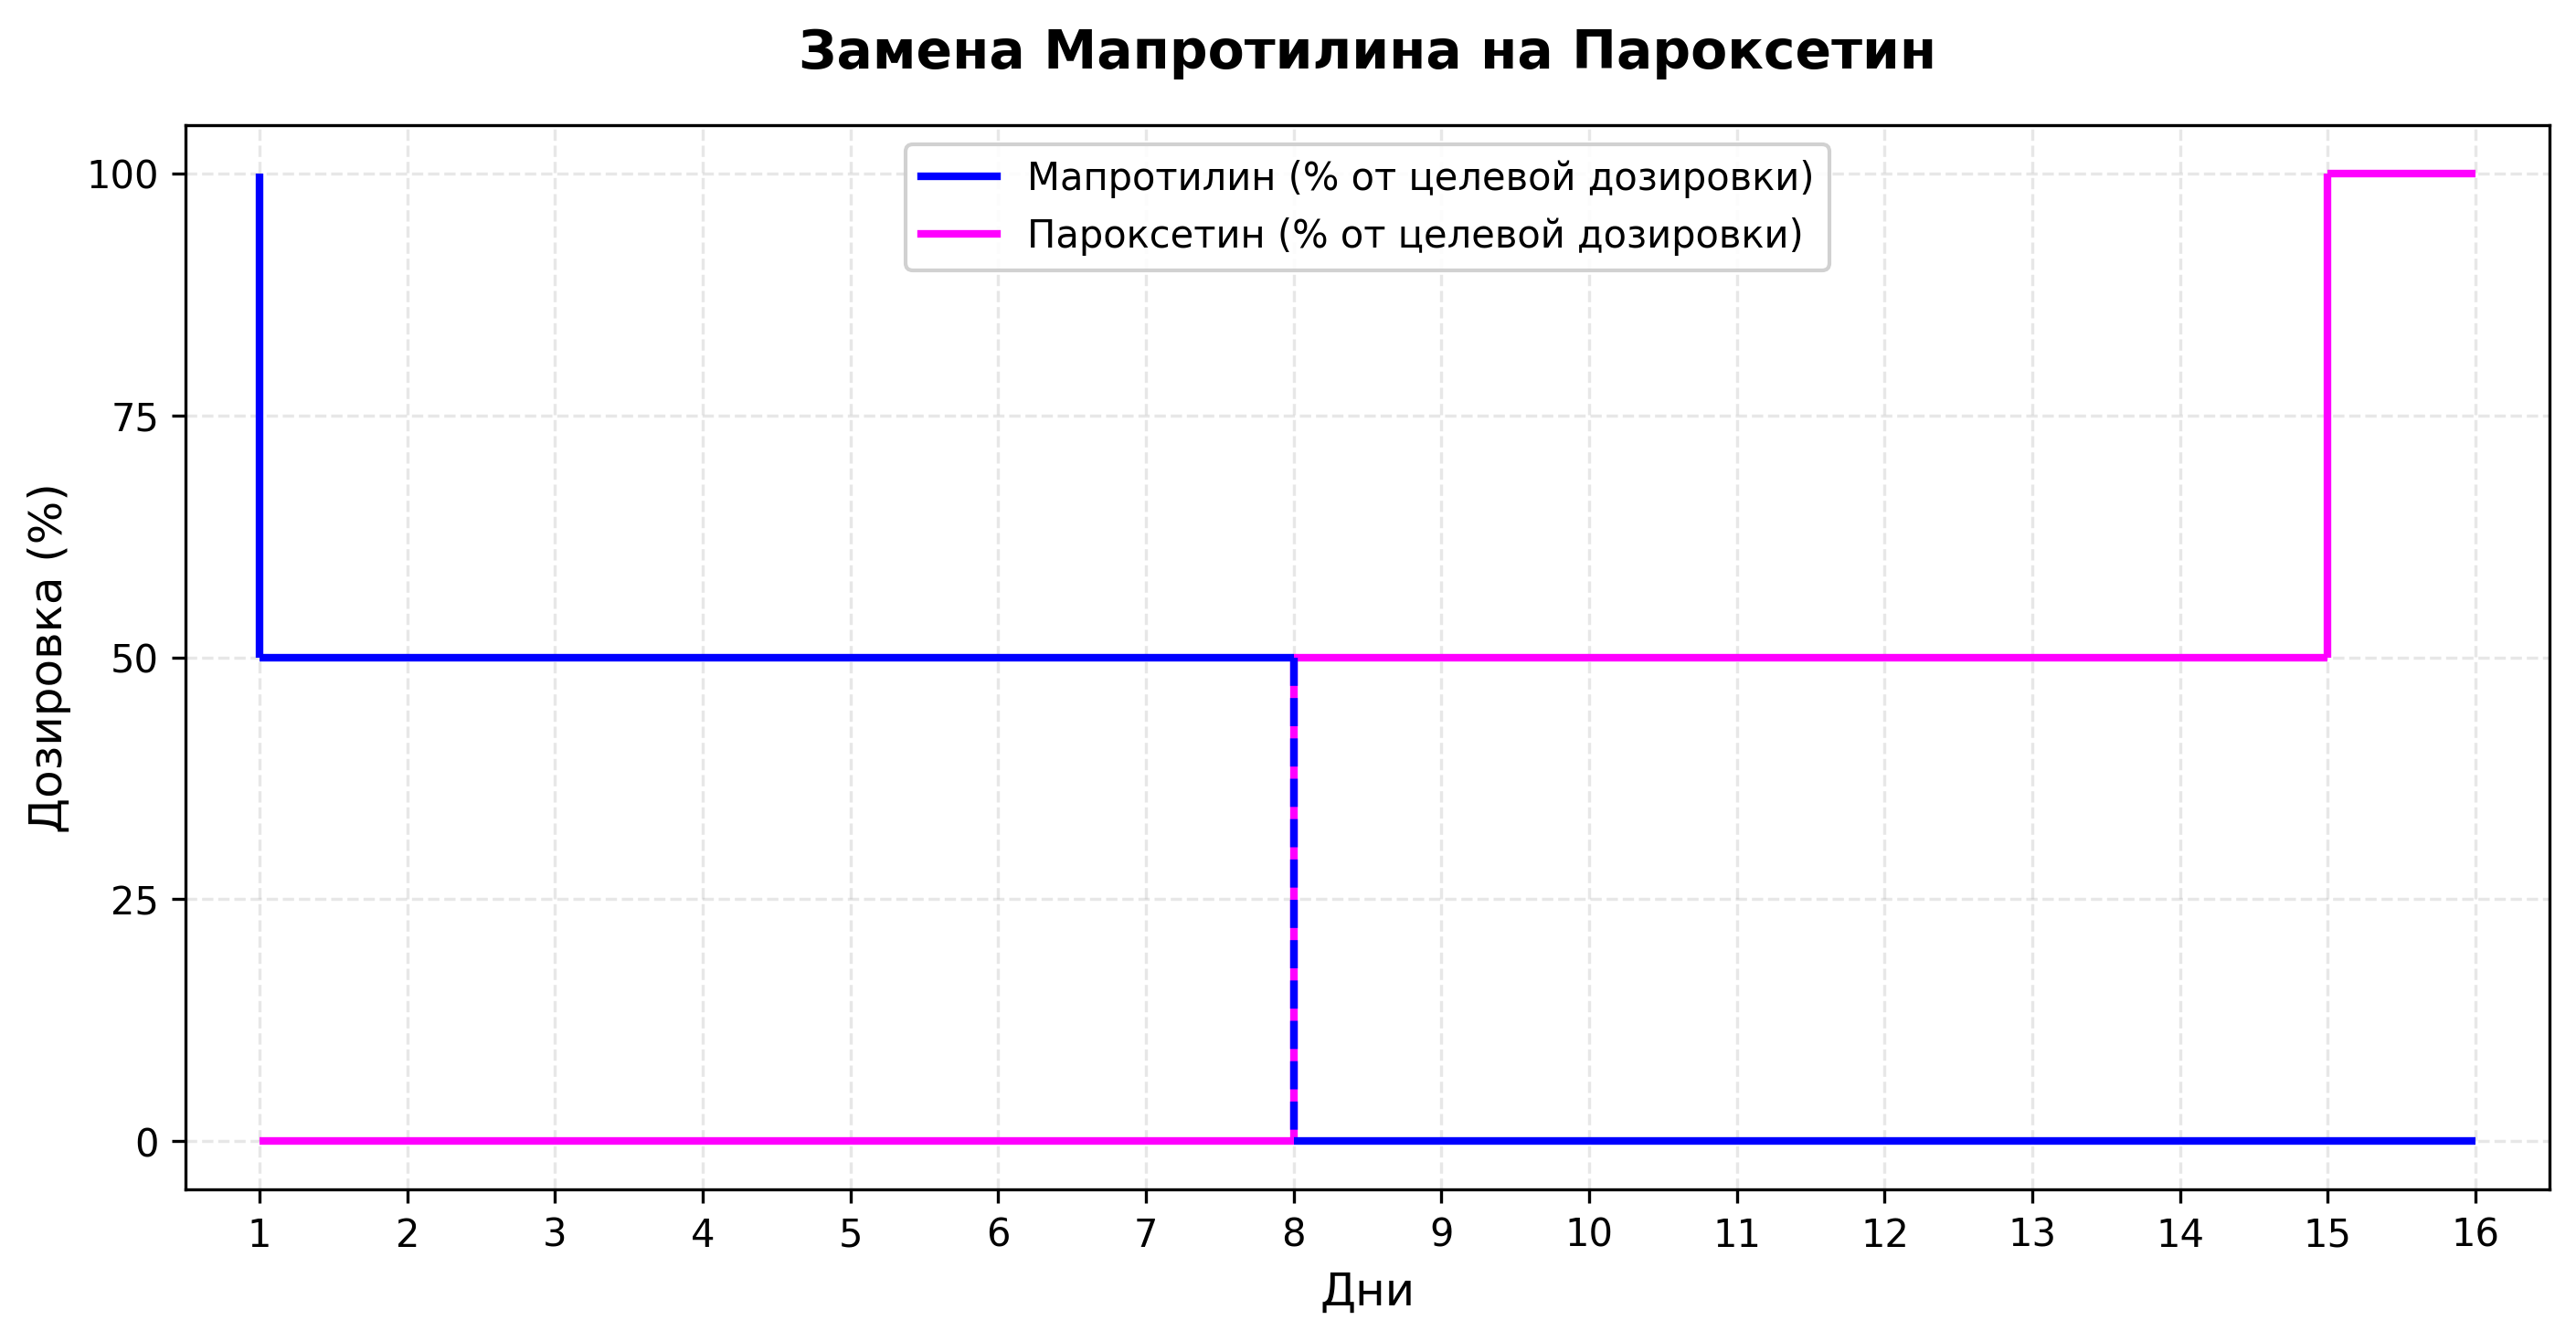 Замена Мапротилина на Пароксетин
Мапротилин (% от целевой дозировки)
Пароксетин (% от целевой дозировки)
Дозировка (%)
100
75
50
25
0
1 2 3 4 5 6 7 8 9 10 11 12 13 14 15 16
Дни